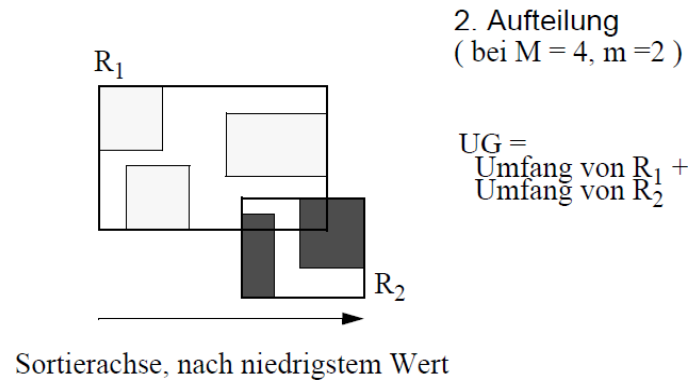 2. Aufteilung
( bei M = 4, m =2 )
R₁
UG =
Umfang von R₁ +
Umfang von R₂
R₂
Sortierachse, nach niedrigstem Wert